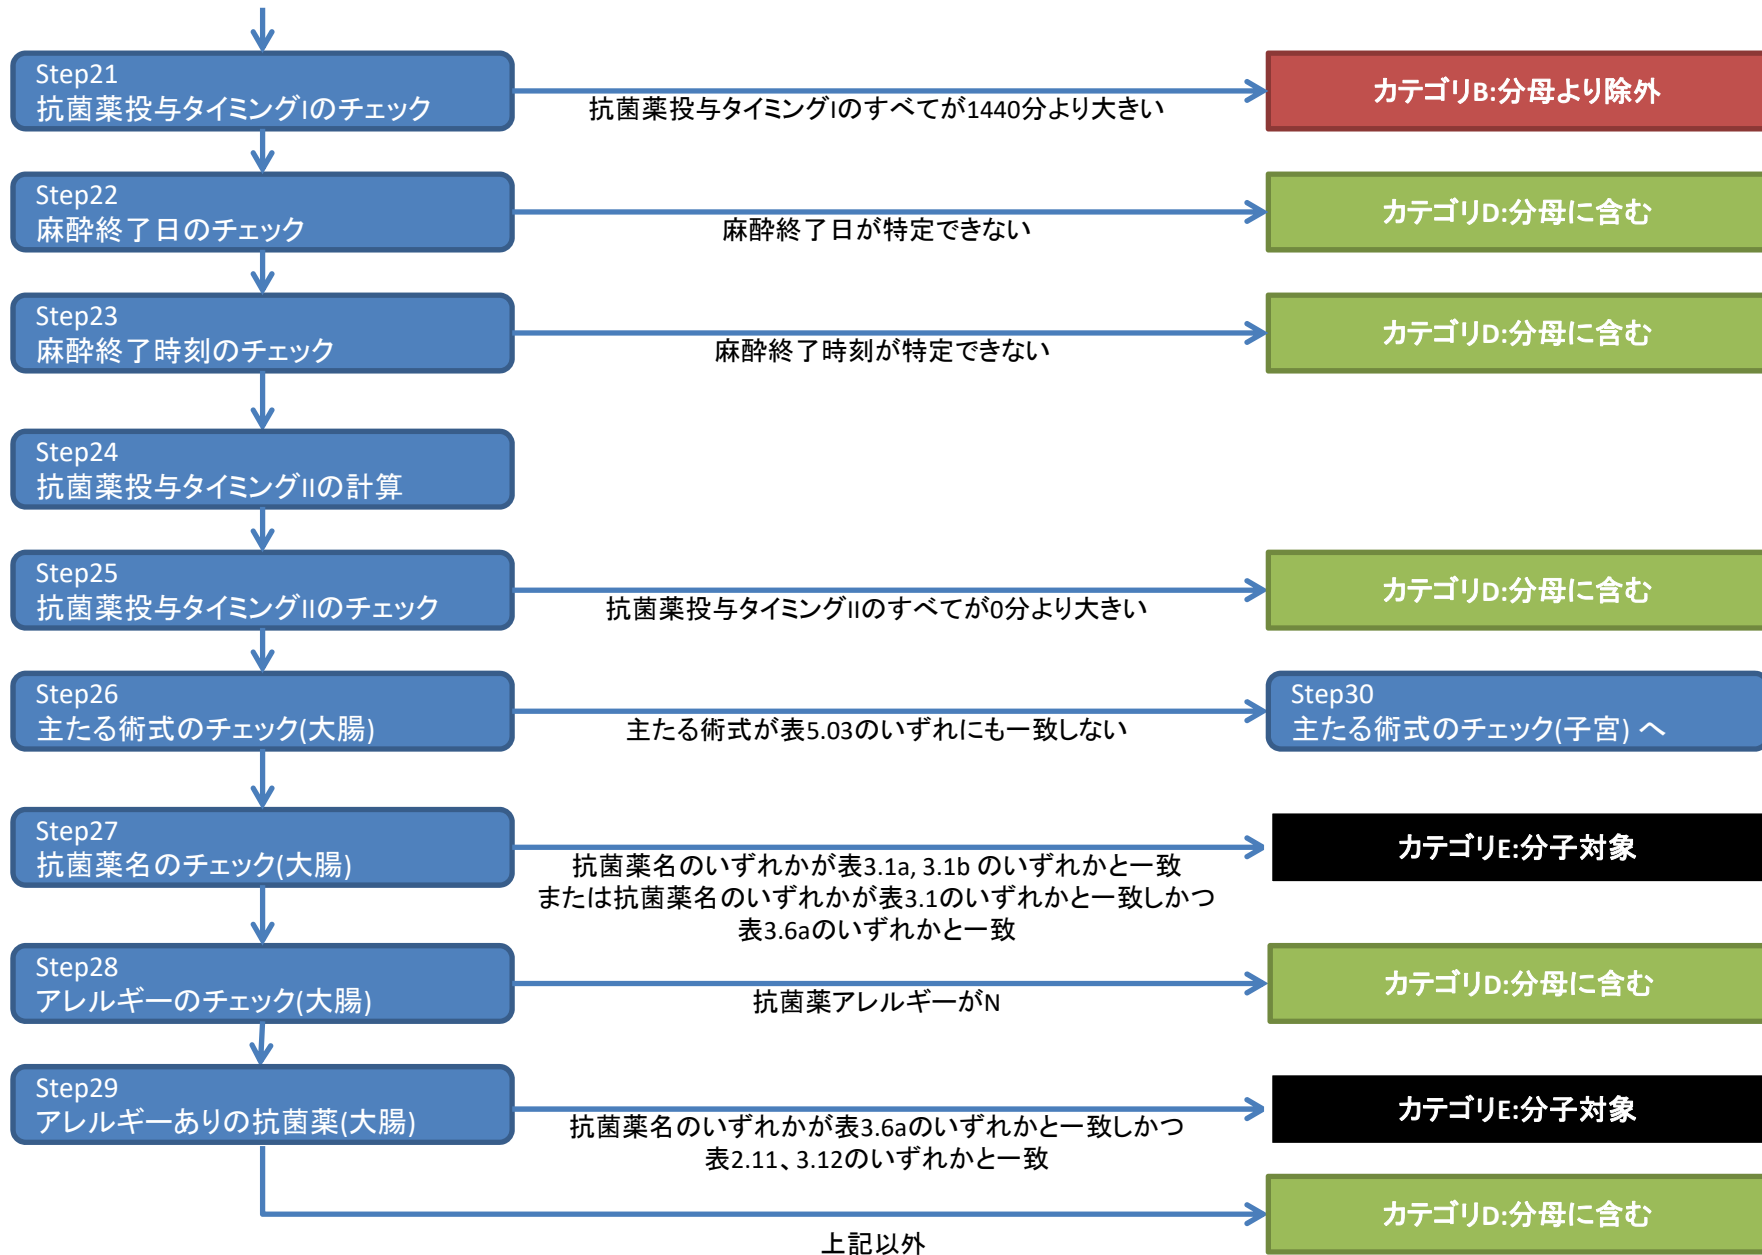 Step21
抗菌薬投与タイミングIのチェック
抗菌薬投与タイミングIのすべてが1440分より大きい
カテゴリB:分母より除外
Step22
麻酔終了日のチェック
麻酔終了日が特定できない
カテゴリD:分母に含む
Step23
麻酔終了時刻のチェック
麻酔終了時刻が特定できない
カテゴリD:分母に含む
Step24
抗菌薬投与タイミングIIの計算
Step25
抗菌薬投与タイミングIIのチェック
抗菌薬投与タイミングIIのすべてが0分より大きい
カテゴリD:分母に含む
Step26
主たる術式のチェック(大腸)
主たる術式が表5.03のいずれにも一致しない
Step30
主たる術式のチェック(子宮) へ
Step27
抗菌薬名のチェック(大腸)
抗菌薬名のいずれかが表3.1a, 3.1b のいずれかと一致
または抗菌薬名のいずれかが表3.1のいずれかと一致しかつ
表3.6aのいずれかと一致
カテゴリE:分子対象
Step28
アレルギーのチェック(大腸)
抗菌薬アレルギーがN
カテゴリD:分母に含む
Step29
アレルギーありの抗菌薬(大腸)
抗菌薬名のいずれかが表3.6aのいずれかと一致しかつ
表2.11、3.12のいずれかと一致
カテゴリE:分子対象
上記以外
カテゴリD:分母に含む